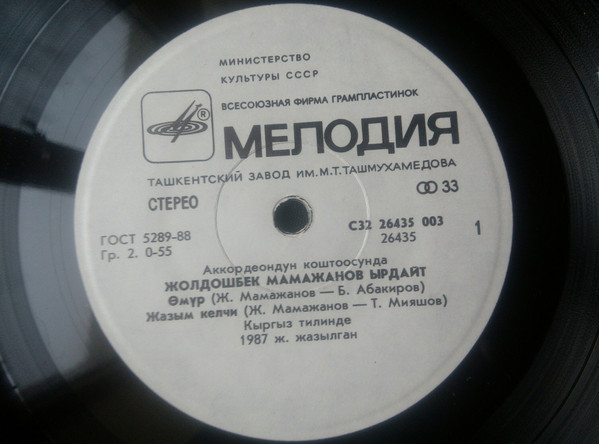 МИНИСТЕРСТВО
КУЛЬТУРЫ СССР
ВСЕСОЮЗНАЯ ФИРМА ГРАМПЛАСТИНОК
®
МЕЛОДИЯ
ТАШКЕНТСКИЙ ЗАВОД ИМ.М.Т.ТАШМУХАМЕДОВА
СТЕРЕО
33
ГОСТ 5289-88
Гр. 2. 0-55
С32 26435 003
26435
1
Аккордеондун коштоосунда
ЖОЛДОШБЕК МАМАЖАНОВ ЫРДАЙТ
Өмүр (Ж. Мамажанов — Б. Абакиров)
Жазым келчи (Ж. Мамажанов — Т. Мияшов)
Кыргыз тилинде
1987 ж. жазылган